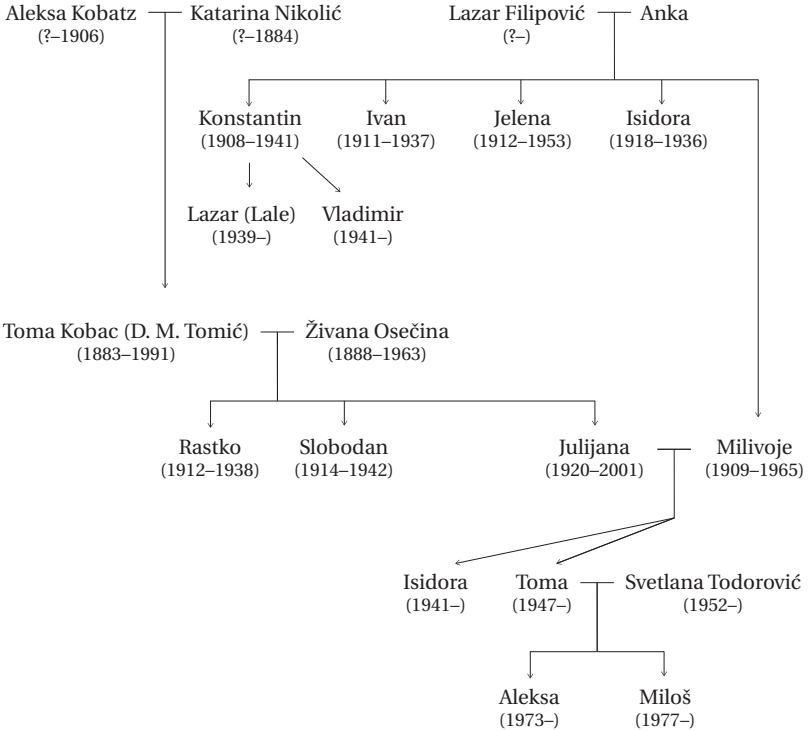 Aleksa Kobatz Katarina Nikolić Lazar Filipović Anka
(?–1906) (?–1884) (?–)
Konstantin Ivan Jelena Isidora
(1908–1941) (1911–1937) (1912–1953) (1918–1936)
Lazar (Lale) Vladimir
(1939–) (1941–)
Toma Kobac (D. M. Tomić) Živana Osečina
(1883–1991) (1888–1963)
Rastko Slobodan Julijana Milivoje
(1912–1938) (1914–1942) (1920–2001) (1909–1965)
Isidora Toma Svetlana Todorović
(1941–) (1947–) (1952–)
Aleksa Miloš
(1973–) (1977–)